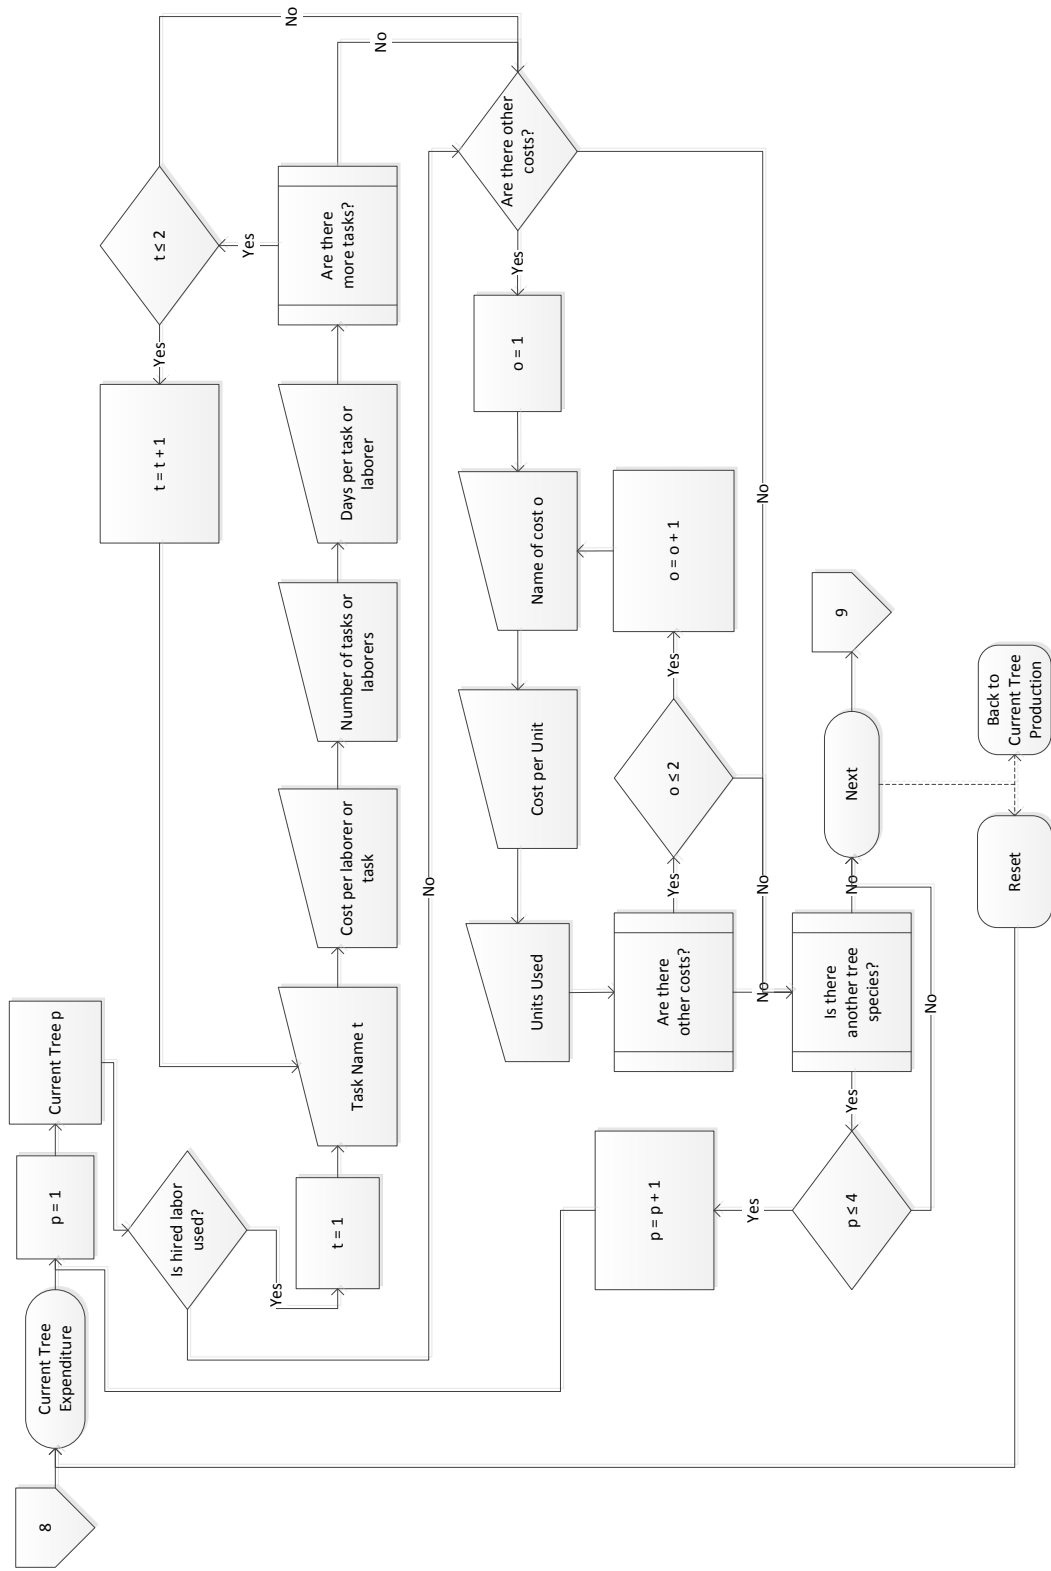 8
Current Tree
Expenditure
p = 1
Current Tree p
Is hired labor
used?
Yes
No
t = 1
Task Name t
Cost per laborer or
task
Number of tasks or
laborers
Days per task or
laborer
Are there
more tasks?
Yes
No
t ≤ 2
Yes
No
t = t + 1
Are there other
costs?
Yes
No
o = 1
Name of cost o
Cost per Unit
Units Used
Are there
other costs?
Yes
No
o ≤ 2
Yes
No
o = o + 1
Is there
another tree
species?
Yes
No
p ≤ 4
Yes
No
p = p + 1
Next
9
Reset
Back to
Current Tree
Production